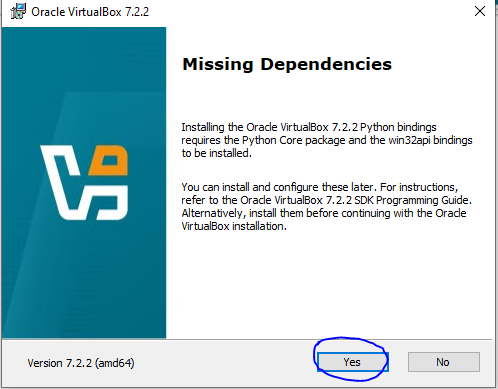 Oracle VirtualBox 7.2.2
Missing Dependencies
Installing the Oracle VirtualBox 7.2.2 Python bindings
requires the Python Core package and the win32api bindings
to be installed.
You can install and configure these later. For instructions,
refer to the Oracle VirtualBox 7.2.2 SDK Programming Guide.
Alternatively, install them before continuing with the Oracle
VirtualBox installation.
Version 7.2.2 (amd64)
Yes
No